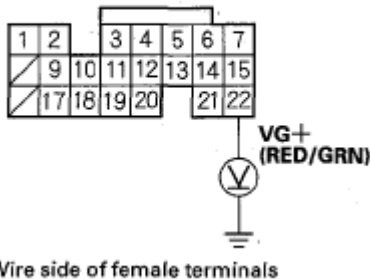 1 2 3 4 5 6 7
9 10 11 12 13 14 15
17 18 19 20 21 22
VG+
(RED/GRN)
V
Wire side of female terminals